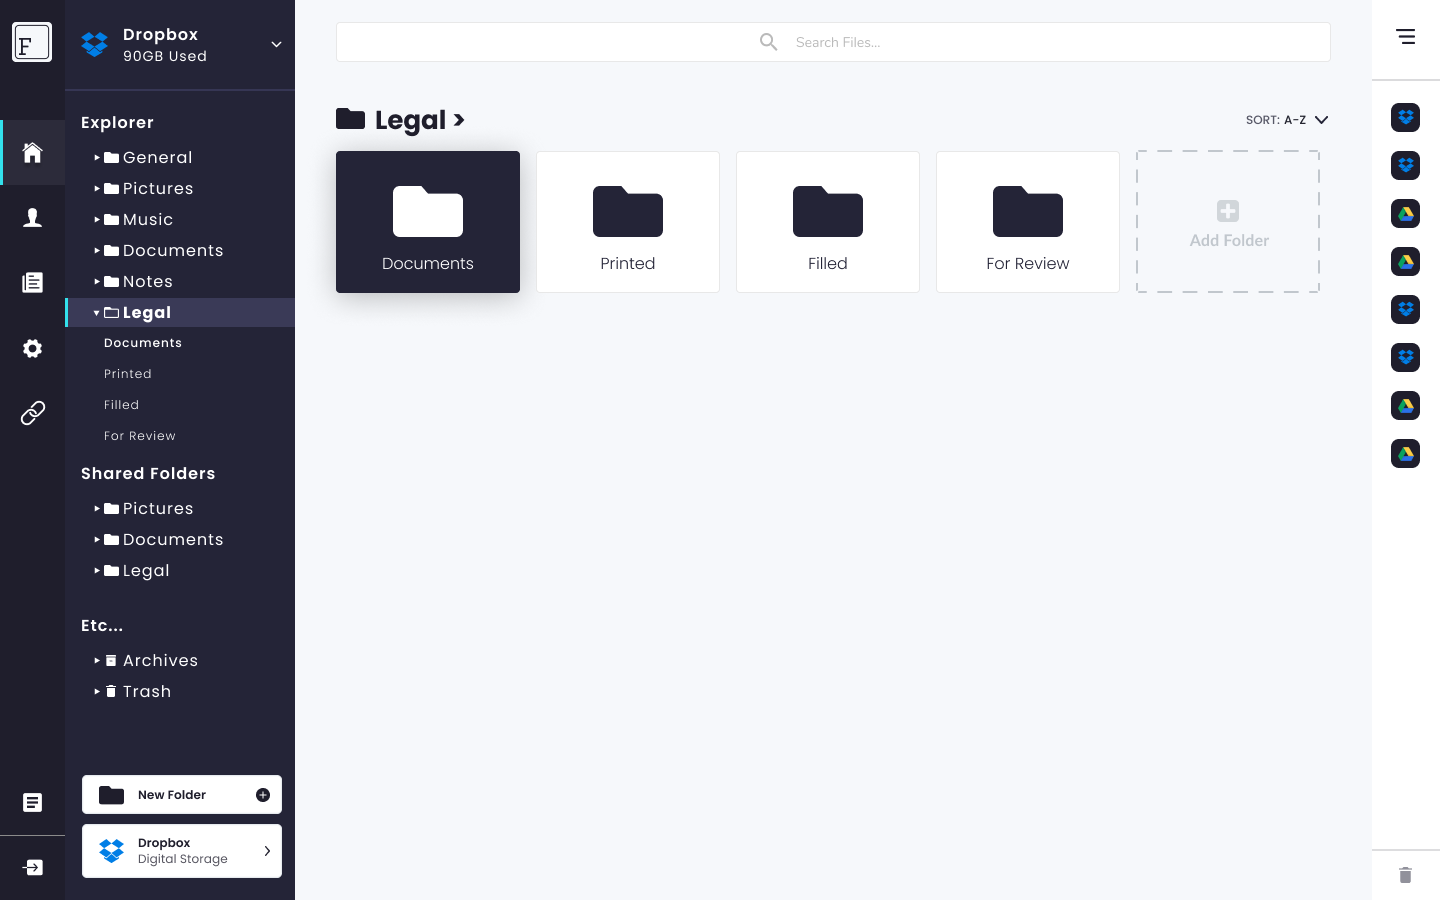 F
Dropbox
90GB Used
Explorer
General
Pictures
Music
Documents
Notes
Legal
Documents
Printed
Filled
For Review
Shared Folders
Pictures
Documents
Legal
Etc...
Archives
Trash
New Folder
Dropbox
Digital Storage
Search Files...
Legal >
SORT: A-Z
Documents
Printed
Filled
For Review
Add Folder